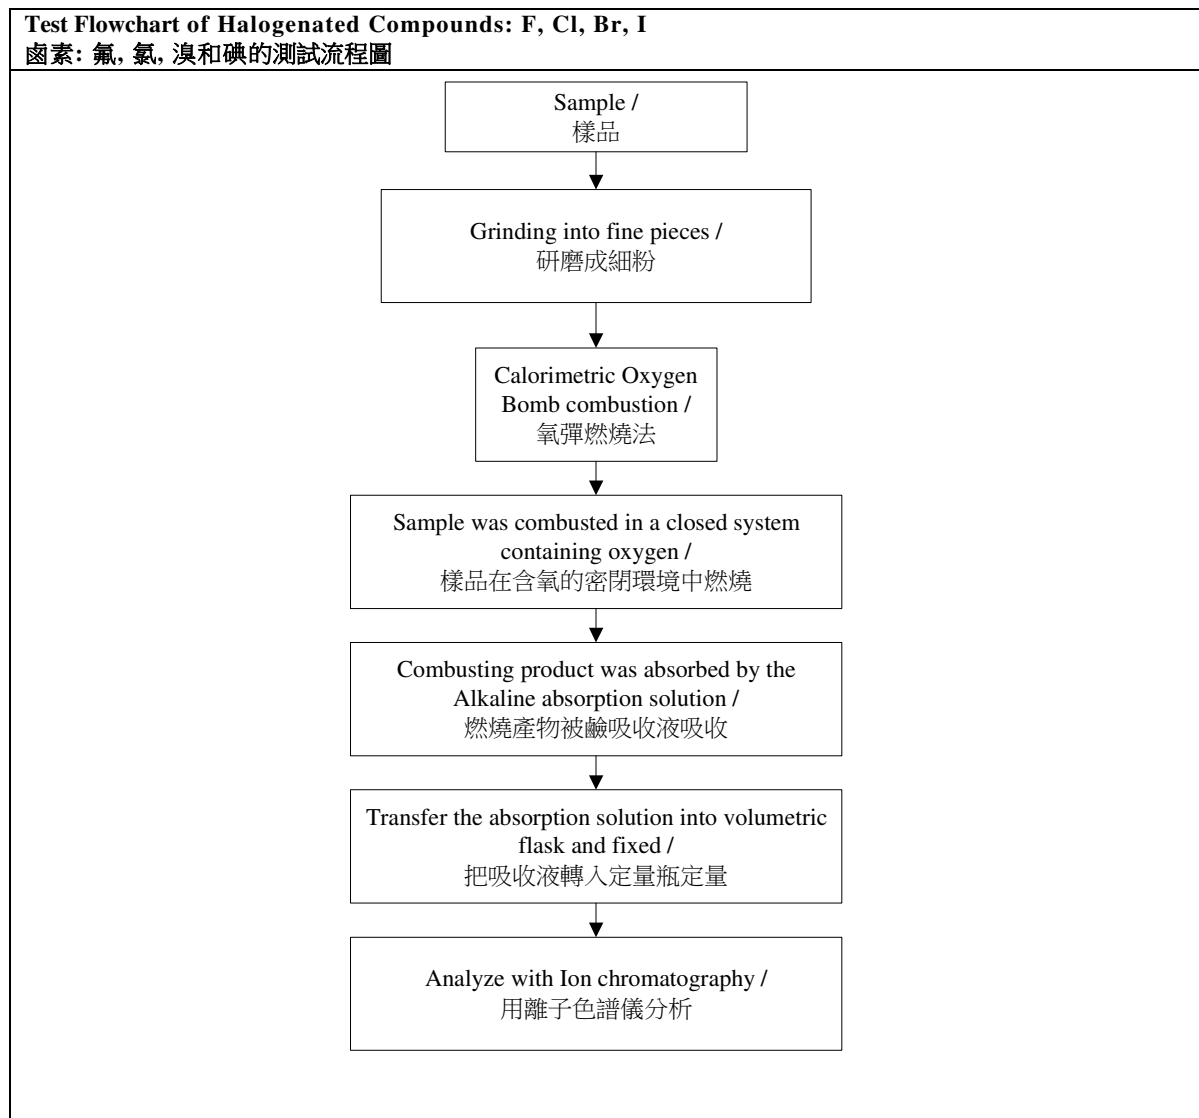 Test Flowchart of Halogenated Compounds: F, Cl, Br, I
鹵素: 氟, 氯, 溴和碘的測試流程圖
Sample /
樣品
Grinding into fine pieces /
研磨成細粉
Calorimetric Oxygen
Bomb combustion /
氧彈燃燒法
Sample was combusted in a closed system
containing oxygen /
樣品在含氧的密閉環境中燃燒
Combusting product was absorbed by the
Alkaline absorption solution /
燃燒產物被鹼吸收液吸收
Transfer the absorption solution into volumetric
flask and fixed /
把吸收液轉入定量瓶定量
Analyze with Ion chromatography /
用離子色譜儀分析